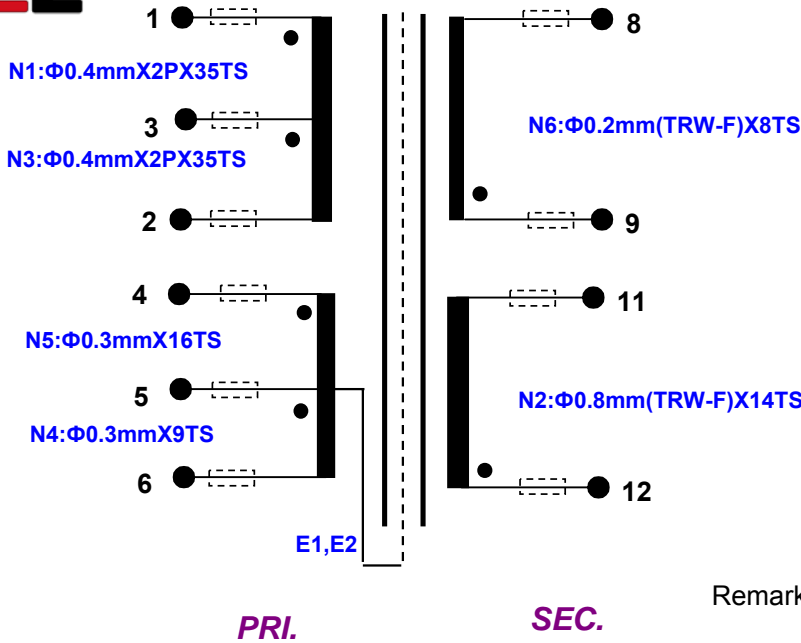 1
N1:Φ0.4mmX2PX35TS
3
N3:Φ0.4mmX2PX35TS
2
4
N5:Φ0.3mmX16TS
5
N4:Φ0.3mmX9TS
6
E1,E2
PRI.
8
N6:Φ0.2mm(TRW-F)X8TS
9
11
N2:Φ0.8mm(TRW-F)X14TS
12
SEC.
Remark